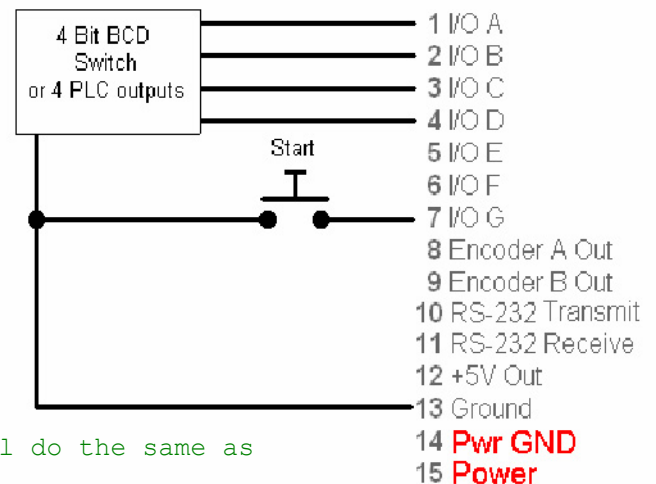 4 Bit BCD
Switch
or 4 PLC outputs
Start
1 I/O A
2 I/O B
3 I/O C
4 I/O D
5 I/O E
6 I/O F
7 I/O G
8 Encoder A Out
9 Encoder B Out
10 RS-232 Transmit
11 RS-232 Receive
12 +5V Out
13 Ground
14 Pwr GND
15 Power
l do the same as